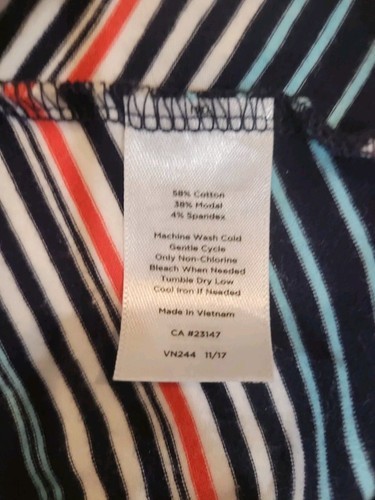 58% Cotton
38% Modal
4% Spandex
Machine Wash Cold
Gentle Cycle
Only Non-Chlorine
Bleach When Needed
Tumble Dry Low
Cool Iron If Needed
Made In Vietnam
CA #23147
VN244 11/17